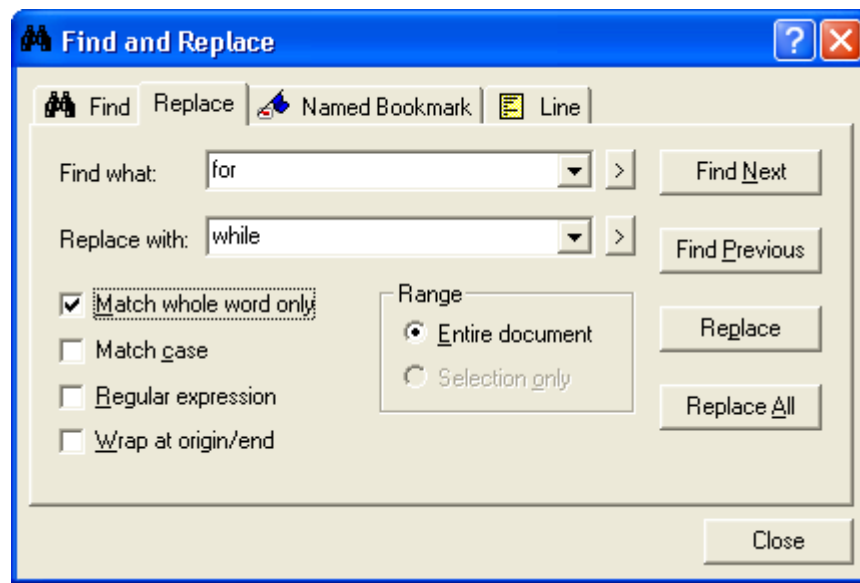 Find and Replace
Find Replace Named Bookmark Line
Find what: for > Find Next
Replace with: while > Find Previous
Match whole word only
Match case
Regular expression
Wrap at origin/end
Range
Entire document
Selection only
Replace
Replace All
Close